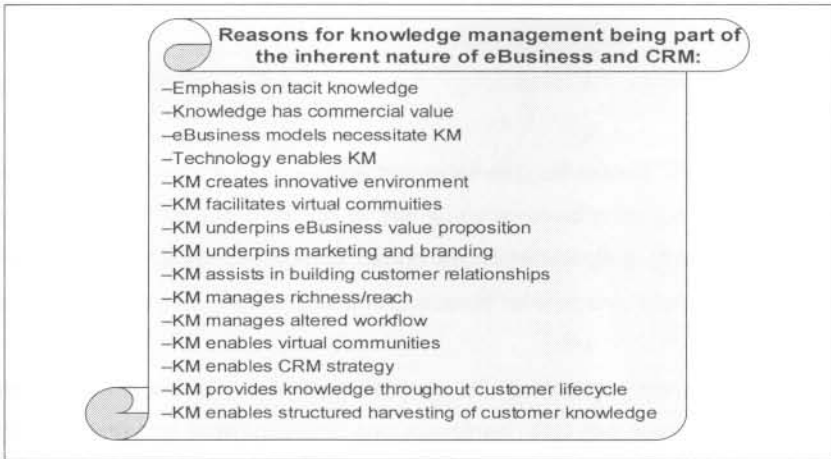 Reasons for knowledge management being part of
the inherent nature of eBusiness and CRM:
–Emphasis on tacit knowledge
–Knowledge has commercial value
–eBusiness models necessitate KM
–Technology enables KM
–KM creates innovative environment
–KM facilitates virtual commuities
–KM underpins eBusiness value proposition
–KM underpins marketing and branding
–KM assists in building customer relationships
–KM manages richness/reach
–KM manages altered workflow
–KM enables virtual communities
–KM enables CRM strategy
–KM provides knowledge throughout customer lifecycle
–KM enables structured harvesting of customer knowledge